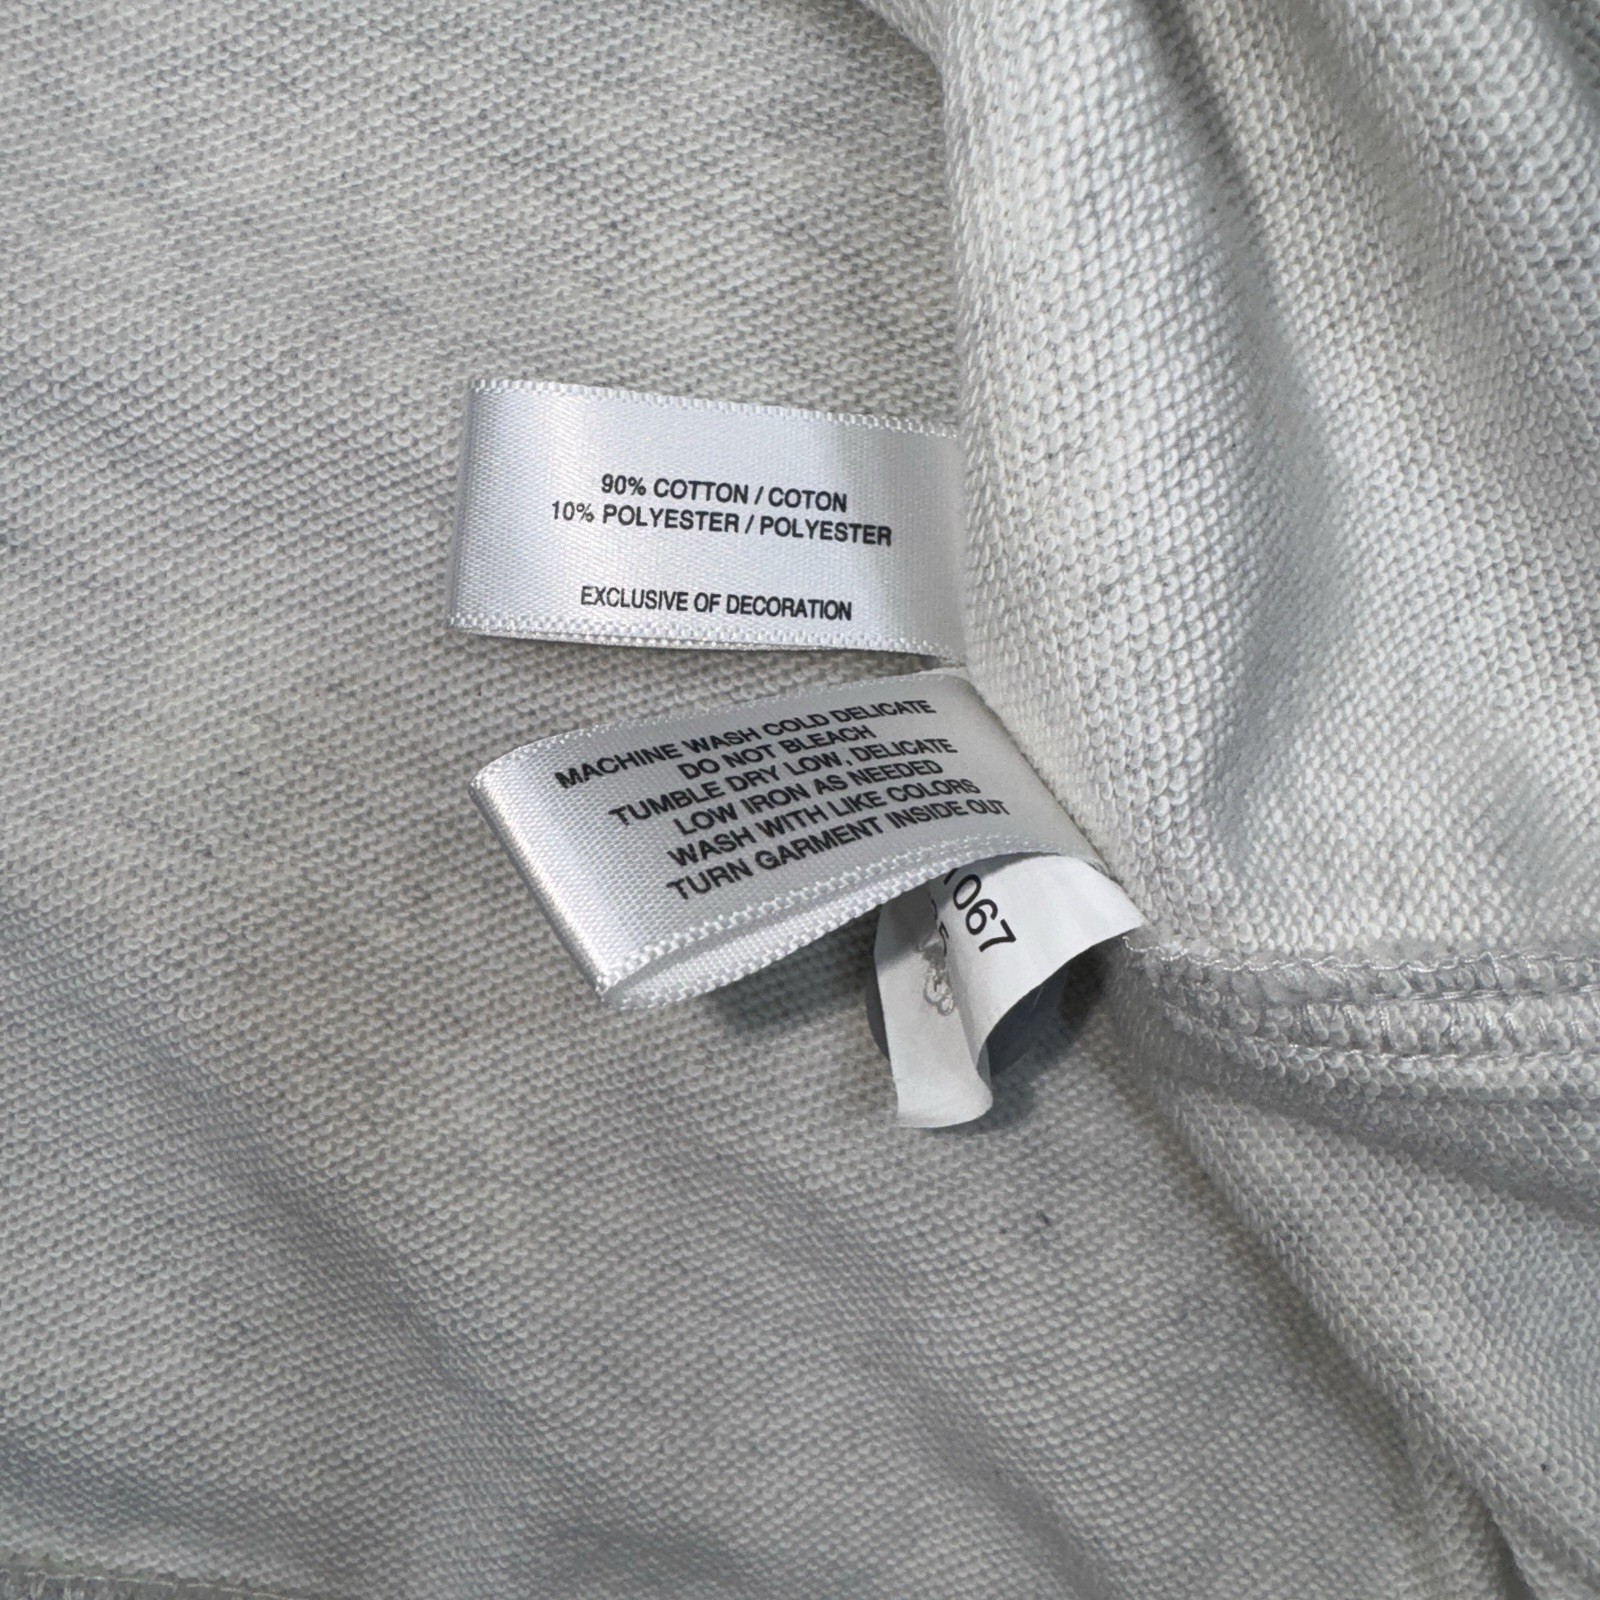 90% COTTON / COTON
10% POLYESTER / POLYESTER
EXCLUSIVE OF DECORATION
MACHINE WASH COLD DELICATE
DO NOT BLEACH
TUMBLE DRY LOW, DELICATE
LOW IRON AS NEEDED
WASH WITH LIKE COLORS
TURN GARMENT INSIDE OUT
067